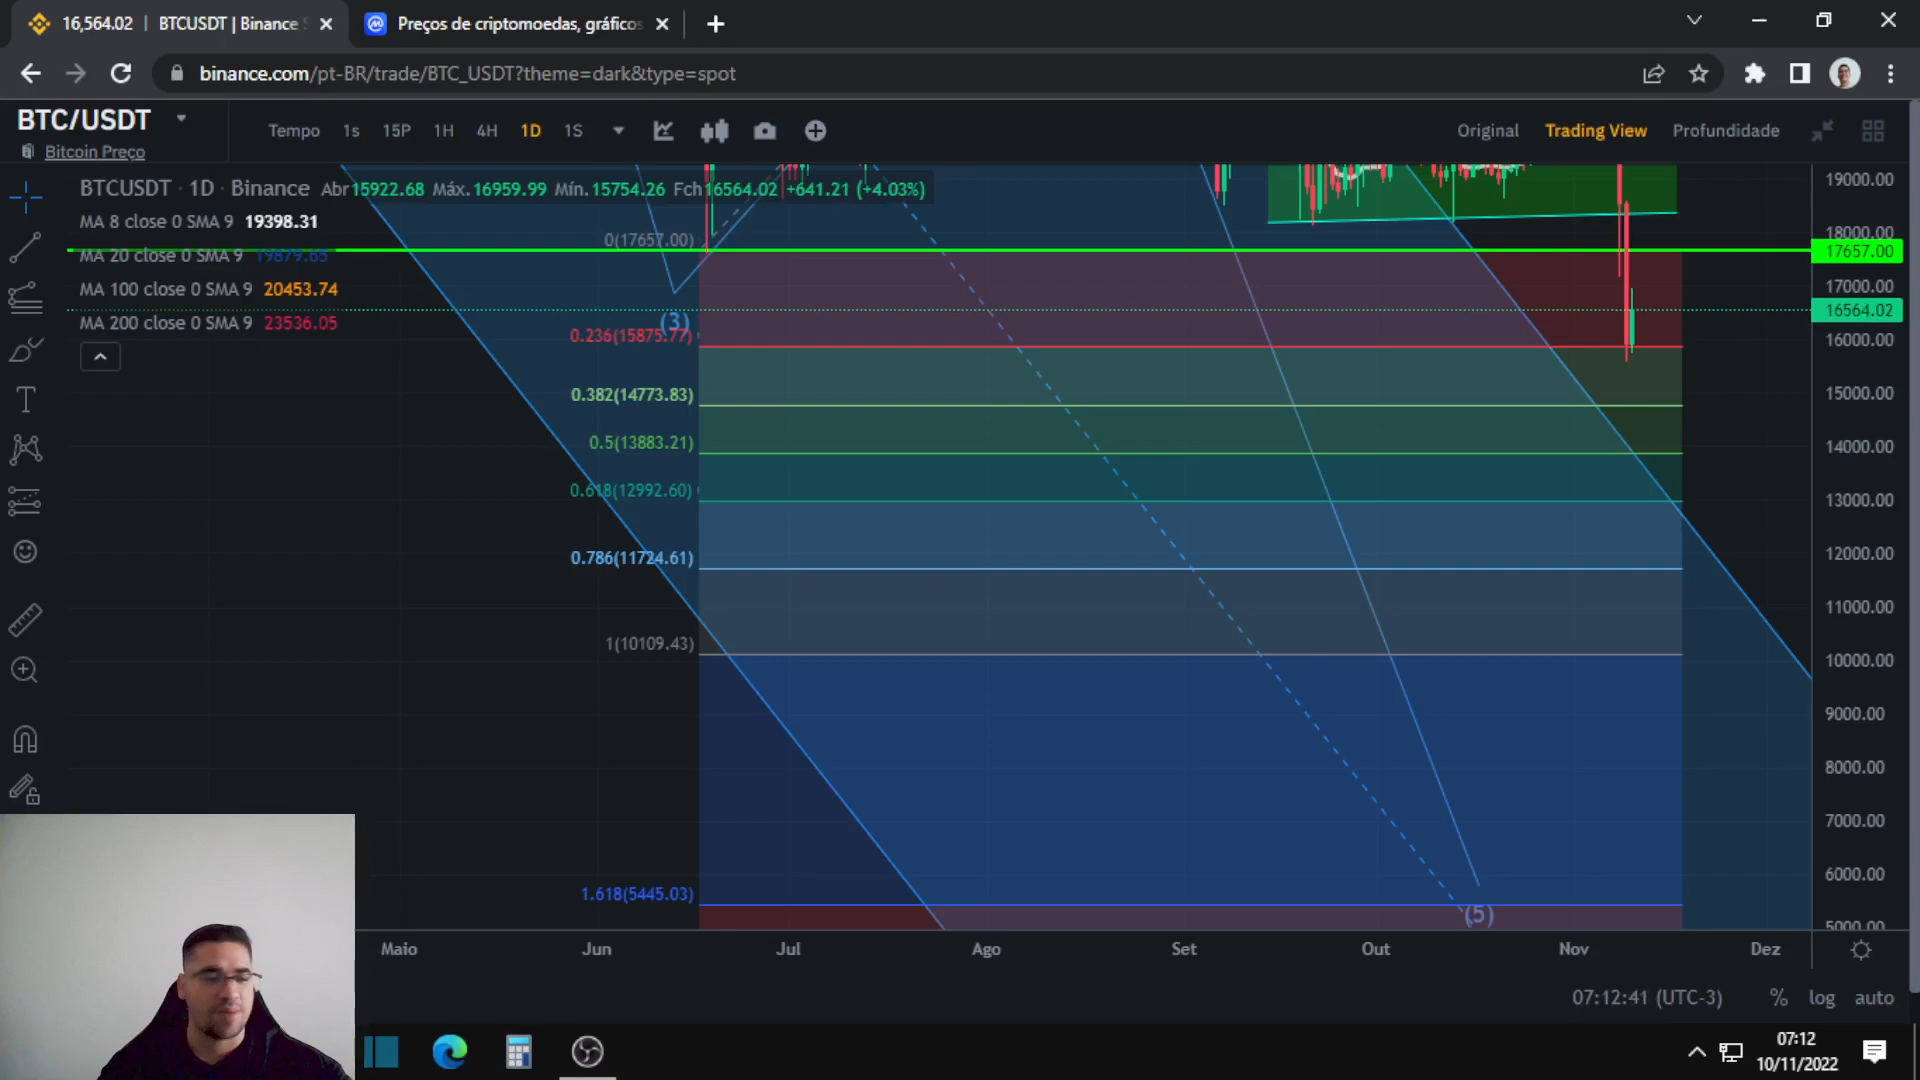 16,564.02 | BTCUSDT | Binance S
Preços de criptomoedas, gráficos
binance.com/pt-BR/trade/BTC_USDT?theme=dark&type=spot
BTC/USDT
Bitcoin Preço
Tempo 1s 15P 1H 4H 1D 1S
Original Trading View Profundidade
BTCUSDT · 1D · Binance Abr15922.68 Máx.16959.99 Mín.15754.26 Fch16564.02 +641.21 (+4.03%)
MA 8 close 0 SMA 9 19398.31
MA 20 close 0 SMA 9 19879.65
MA 100 close 0 SMA 9 20453.74
MA 200 close 0 SMA 9 23536.05
0(17657.00)
(3)
0.236(15875.77)
0.382(14773.83)
0.5(13883.21)
0.618(12992.60)
0.786(11724.61)
1(10109.43)
1.618(5445.03)
(5)
19000.00
18000.00
17657.00
17000.00
16564.02
16000.00
15000.00
14000.00
13000.00
12000.00
11000.00
10000.00
9000.00
8000.00
7000.00
6000.00
5000.00
Maio Jun Jul Ago Set Out Nov Dez
07:12:41 (UTC-3) % log auto
07:12
10/11/2022